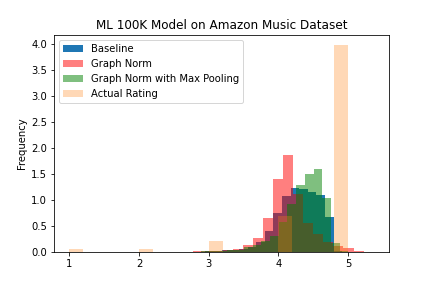 ML 100K Model on Amazon Music Dataset
Baseline
Graph Norm
Graph Norm with Max Pooling
Actual Rating
Frequency
4.0
3.5
3.0
2.5
2.0
1.5
1.0
0.5
0.0
1 2 3 4 5